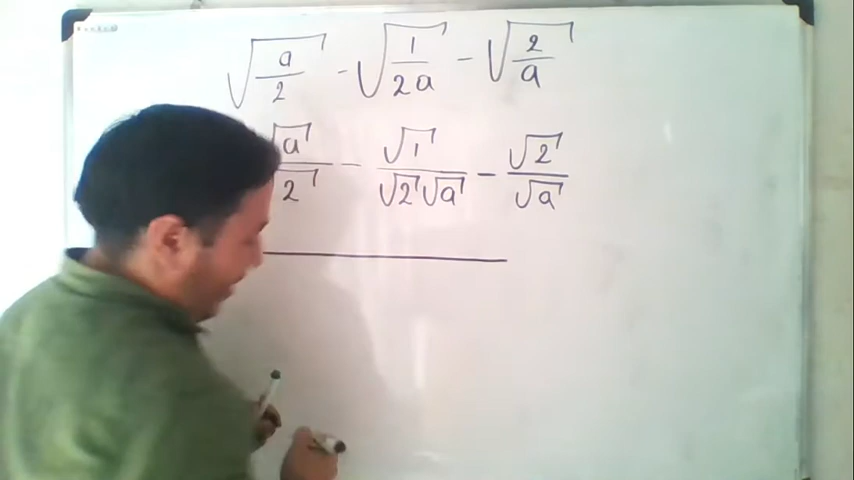 √(a/2) - √(1/2a) - √(2/a)
√a/2 - √1/(√2√a) - √2/√a